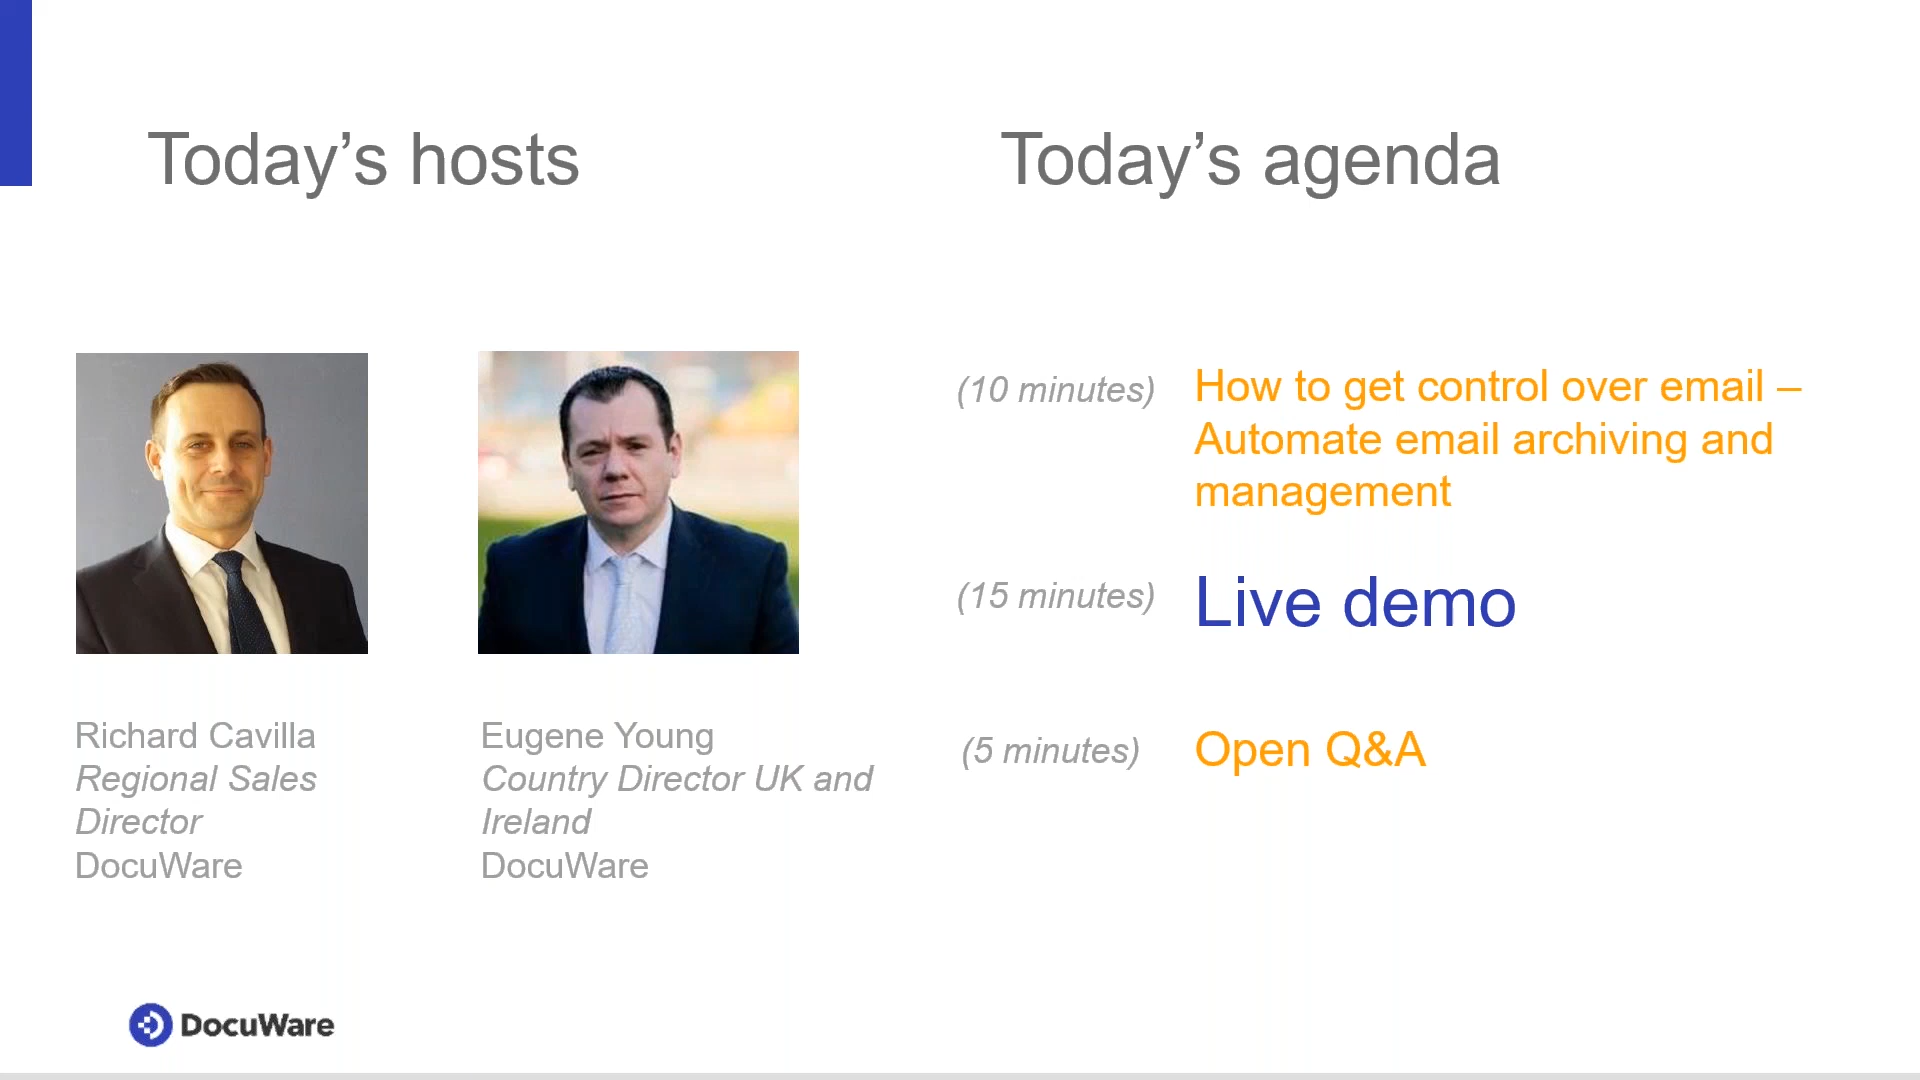 Today’s hosts
Richard Cavilla
Regional Sales
Director
DocuWare
Eugene Young
Country Director UK and
Ireland
DocuWare
Today’s agenda
(10 minutes)
How to get control over email –
Automate email archiving and
management
(15 minutes)
Live demo
(5 minutes)
Open Q&A
DocuWare